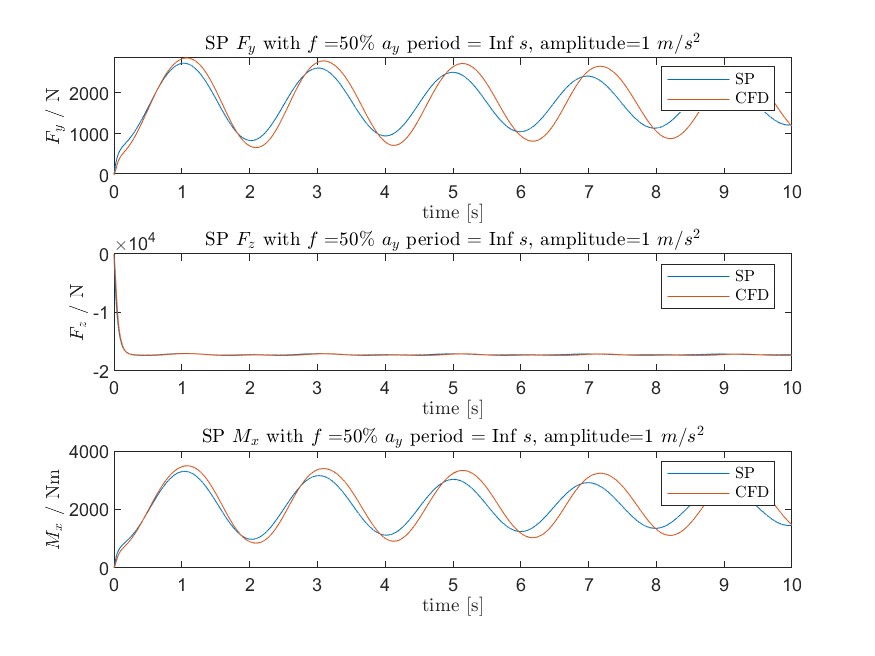 SP F_y with f =50% a_y period = Inf s, amplitude=1 m/s²
F_y / N
2000
1000
0
SP
CFD
0 1 2 3 4 5 6 7 8 9 10
time [s]
×10⁴
SP F_z with f =50% a_y period = Inf s, amplitude=1 m/s²
F_z / N
0
-1
-2
SP
CFD
0 1 2 3 4 5 6 7 8 9 10
time [s]
SP M_x with f =50% a_y period = Inf s, amplitude=1 m/s²
M_x / Nm
4000
2000
0
SP
CFD
0 1 2 3 4 5 6 7 8 9 10
time [s]